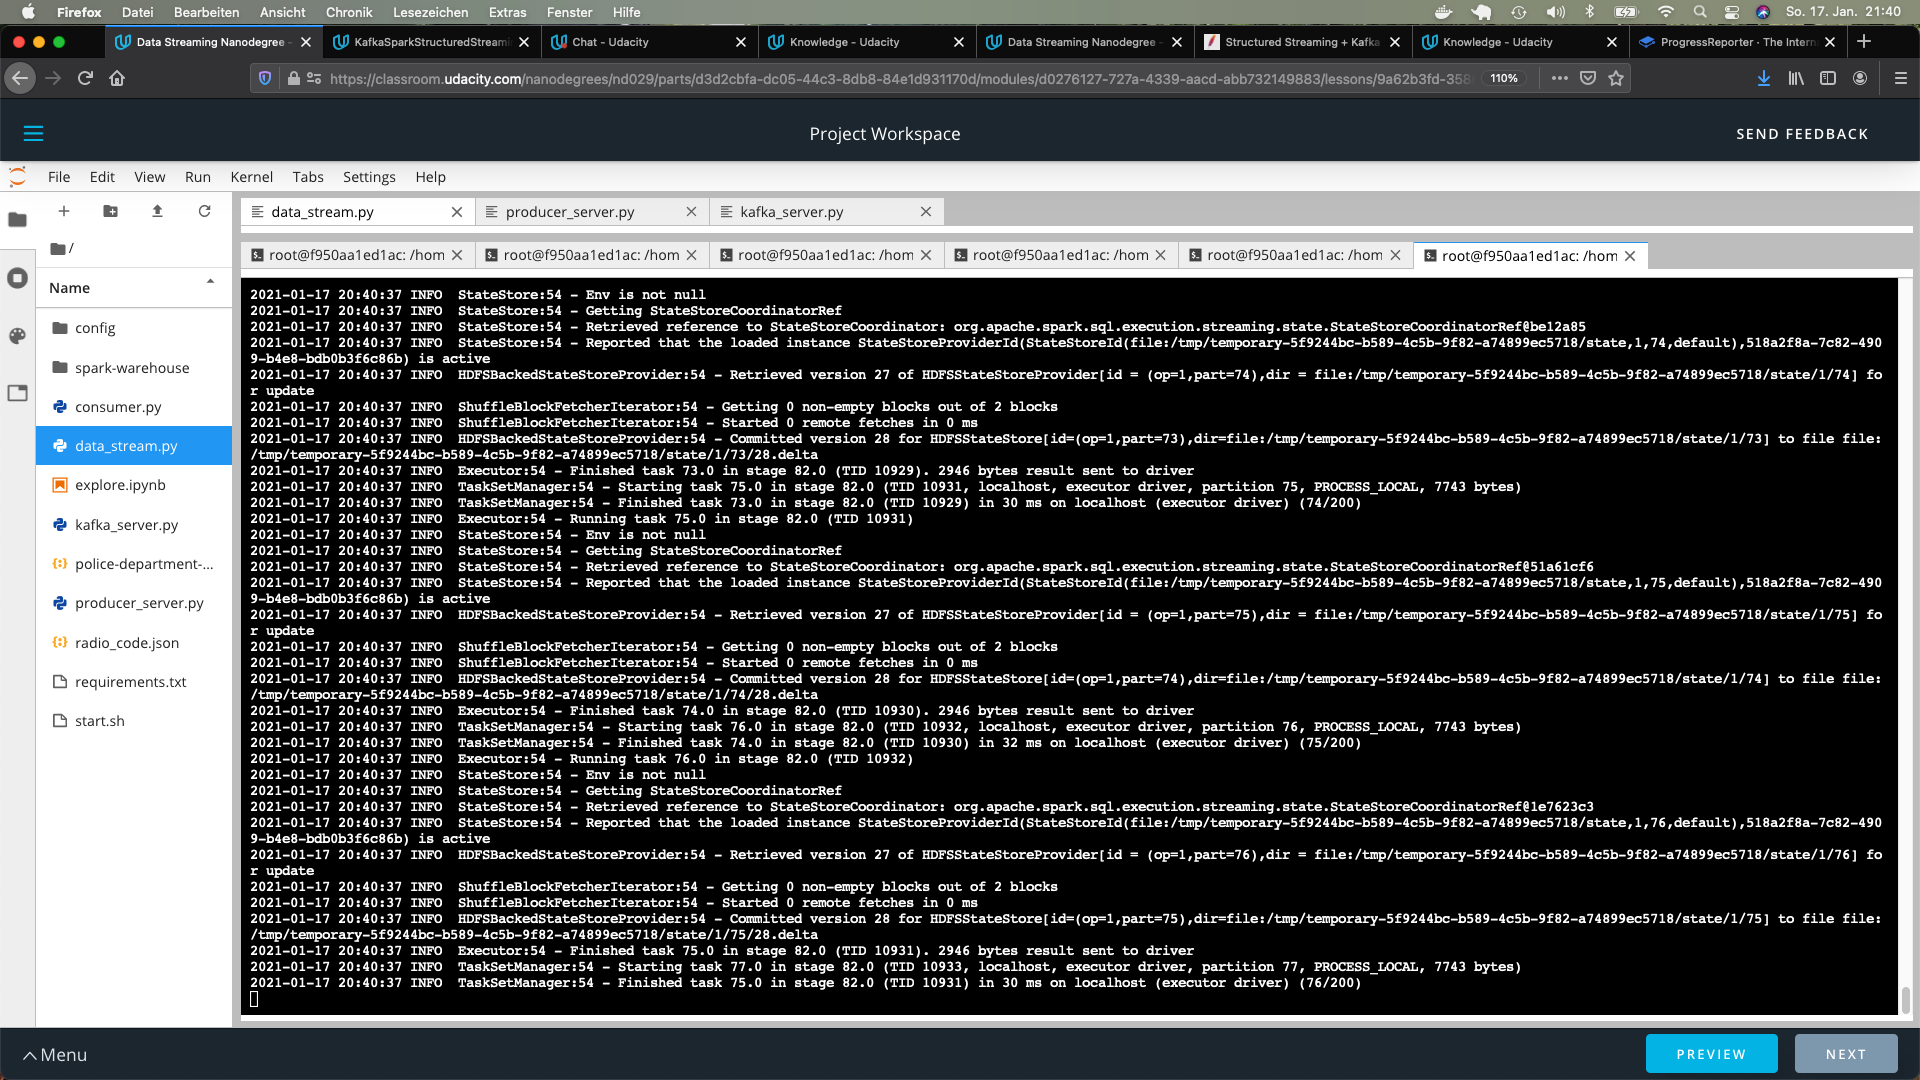 Firefox Datei Bearbeiten Ansicht Chronik Lesezeichen Extras Fenster Hilfe So. 17. Jan. 21:40
Data Streaming Nanodegree - KafkaSparkStructuredStreami Chat - Udacity Knowledge - Udacity Data Streaming Nanodegree - Structured Streaming + Kafka Knowledge - Udacity ProgressReporter · The Intern
https://classroom.udacity.com/nanodegrees/nd029/parts/d3d2cbfa-dc05-44c3-8db8-84e1d931170d/modules/d0276127-727a-4339-aacd-abb732149883/lessons/9a62b3fd-358 110%
Project Workspace SEND FEEDBACK
File Edit View Run Kernel Tabs Settings Help
data_stream.py producer_server.py kafka_server.py
/
root@f950aa1ed1ac: /hom root@f950aa1ed1ac: /hom root@f950aa1ed1ac: /hom root@f950aa1ed1ac: /hom root@f950aa1ed1ac: /hom root@f950aa1ed1ac: /hom
Name
config
spark-warehouse
consumer.py
data_stream.py
explore.ipynb
kafka_server.py
police-department-...
producer_server.py
radio_code.json
requirements.txt
start.sh
2021-01-17 20:40:37 INFO  StateStore:54 - Env is not null
2021-01-17 20:40:37 INFO  StateStore:54 - Getting StateStoreCoordinatorRef
2021-01-17 20:40:37 INFO  StateStore:54 - Retrieved reference to StateStoreCoordinator: org.apache.spark.sql.execution.streaming.state.StateStoreCoordinatorRef@be12a85
2021-01-17 20:40:37 INFO  StateStore:54 - Reported that the loaded instance StateStoreProviderId(StateStoreId(file:/tmp/temporary-5f9244bc-b589-4c5b-9f82-a74899ec5718/state,1,74,default),518a2f8a-7c82-490
9-b4e8-bdb0b3f6c86b) is active
2021-01-17 20:40:37 INFO  HDFSBackedStateStoreProvider:54 - Retrieved version 27 of HDFSStateStoreProvider[id = (op=1,part=74),dir = file:/tmp/temporary-5f9244bc-b589-4c5b-9f82-a74899ec5718/state/1/74] fo
r update
2021-01-17 20:40:37 INFO  ShuffleBlockFetcherIterator:54 - Getting 0 non-empty blocks out of 2 blocks
2021-01-17 20:40:37 INFO  ShuffleBlockFetcherIterator:54 - Started 0 remote fetches in 0 ms
2021-01-17 20:40:37 INFO  HDFSBackedStateStoreProvider:54 - Committed version 28 for HDFSStateStore[id=(op=1,part=73),dir=file:/tmp/temporary-5f9244bc-b589-4c5b-9f82-a74899ec5718/state/1/73] to file file:
/tmp/temporary-5f9244bc-b589-4c5b-9f82-a74899ec5718/state/1/73/28.delta
2021-01-17 20:40:37 INFO  Executor:54 - Finished task 73.0 in stage 82.0 (TID 10929). 2946 bytes result sent to driver
2021-01-17 20:40:37 INFO  TaskSetManager:54 - Starting task 75.0 in stage 82.0 (TID 10931, localhost, executor driver, partition 75, PROCESS_LOCAL, 7743 bytes)
2021-01-17 20:40:37 INFO  TaskSetManager:54 - Finished task 73.0 in stage 82.0 (TID 10929) in 30 ms on localhost (executor driver) (74/200)
2021-01-17 20:40:37 INFO  Executor:54 - Running task 75.0 in stage 82.0 (TID 10931)
2021-01-17 20:40:37 INFO  StateStore:54 - Env is not null
2021-01-17 20:40:37 INFO  StateStore:54 - Getting StateStoreCoordinatorRef
2021-01-17 20:40:37 INFO  StateStore:54 - Retrieved reference to StateStoreCoordinator: org.apache.spark.sql.execution.streaming.state.StateStoreCoordinatorRef@51a61cf6
2021-01-17 20:40:37 INFO  StateStore:54 - Reported that the loaded instance StateStoreProviderId(StateStoreId(file:/tmp/temporary-5f9244bc-b589-4c5b-9f82-a74899ec5718/state,1,75,default),518a2f8a-7c82-490
9-b4e8-bdb0b3f6c86b) is active
2021-01-17 20:40:37 INFO  HDFSBackedStateStoreProvider:54 - Retrieved version 27 of HDFSStateStoreProvider[id = (op=1,part=75),dir = file:/tmp/temporary-5f9244bc-b589-4c5b-9f82-a74899ec5718/state/1/75] fo
r update
2021-01-17 20:40:37 INFO  ShuffleBlockFetcherIterator:54 - Getting 0 non-empty blocks out of 2 blocks
2021-01-17 20:40:37 INFO  ShuffleBlockFetcherIterator:54 - Started 0 remote fetches in 0 ms
2021-01-17 20:40:37 INFO  HDFSBackedStateStoreProvider:54 - Committed version 28 for HDFSStateStore[id=(op=1,part=74),dir=file:/tmp/temporary-5f9244bc-b589-4c5b-9f82-a74899ec5718/state/1/74] to file file:
/tmp/temporary-5f9244bc-b589-4c5b-9f82-a74899ec5718/state/1/74/28.delta
2021-01-17 20:40:37 INFO  Executor:54 - Finished task 74.0 in stage 82.0 (TID 10930). 2946 bytes result sent to driver
2021-01-17 20:40:37 INFO  TaskSetManager:54 - Starting task 76.0 in stage 82.0 (TID 10932, localhost, executor driver, partition 76, PROCESS_LOCAL, 7743 bytes)
2021-01-17 20:40:37 INFO  TaskSetManager:54 - Finished task 74.0 in stage 82.0 (TID 10930) in 32 ms on localhost (executor driver) (75/200)
2021-01-17 20:40:37 INFO  Executor:54 - Running task 76.0 in stage 82.0 (TID 10932)
2021-01-17 20:40:37 INFO  StateStore:54 - Env is not null
2021-01-17 20:40:37 INFO  StateStore:54 - Getting StateStoreCoordinatorRef
2021-01-17 20:40:37 INFO  StateStore:54 - Retrieved reference to StateStoreCoordinator: org.apache.spark.sql.execution.streaming.state.StateStoreCoordinatorRef@1e7623c3
2021-01-17 20:40:37 INFO  StateStore:54 - Reported that the loaded instance StateStoreProviderId(StateStoreId(file:/tmp/temporary-5f9244bc-b589-4c5b-9f82-a74899ec5718/state,1,76,default),518a2f8a-7c82-490
9-b4e8-bdb0b3f6c86b) is active
2021-01-17 20:40:37 INFO  HDFSBackedStateStoreProvider:54 - Retrieved version 27 of HDFSStateStoreProvider[id = (op=1,part=76),dir = file:/tmp/temporary-5f9244bc-b589-4c5b-9f82-a74899ec5718/state/1/76] fo
r update
2021-01-17 20:40:37 INFO  ShuffleBlockFetcherIterator:54 - Getting 0 non-empty blocks out of 2 blocks
2021-01-17 20:40:37 INFO  ShuffleBlockFetcherIterator:54 - Started 0 remote fetches in 0 ms
2021-01-17 20:40:37 INFO  HDFSBackedStateStoreProvider:54 - Committed version 28 for HDFSStateStore[id=(op=1,part=75),dir=file:/tmp/temporary-5f9244bc-b589-4c5b-9f82-a74899ec5718/state/1/75] to file file:
/tmp/temporary-5f9244bc-b589-4c5b-9f82-a74899ec5718/state/1/75/28.delta
2021-01-17 20:40:37 INFO  Executor:54 - Finished task 75.0 in stage 82.0 (TID 10931). 2946 bytes result sent to driver
2021-01-17 20:40:37 INFO  TaskSetManager:54 - Starting task 77.0 in stage 82.0 (TID 10933, localhost, executor driver, partition 77, PROCESS_LOCAL, 7743 bytes)
2021-01-17 20:40:37 INFO  TaskSetManager:54 - Finished task 75.0 in stage 82.0 (TID 10931) in 30 ms on localhost (executor driver) (76/200)
Menu PREVIEW NEXT